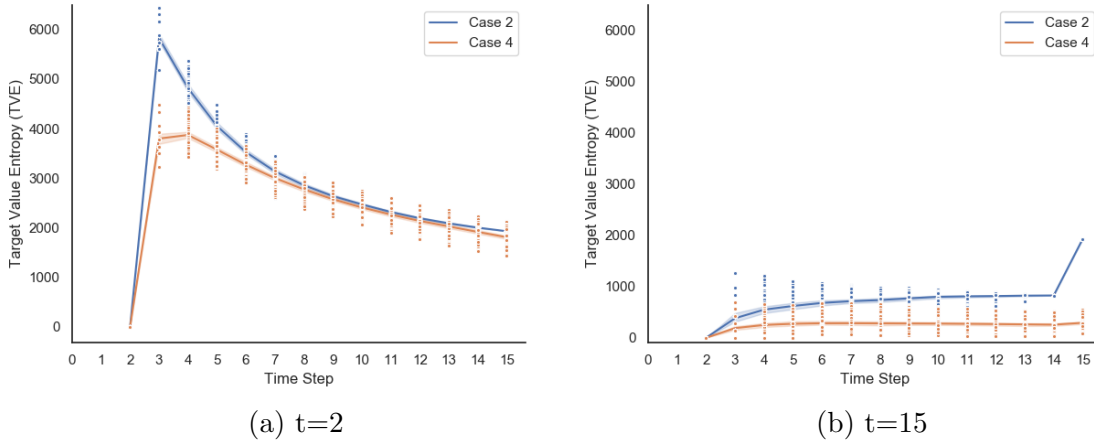 Target Value Entropy (TVE)
6000
5000
4000
3000
2000
1000
0
Case 2
Case 4
0 1 2 3 4 5 6 7 8 9 10 11 12 13 14 15
Time Step
(a) t=2
Target Value Entropy (TVE)
6000
5000
4000
3000
2000
1000
0
Case 2
Case 4
0 1 2 3 4 5 6 7 8 9 10 11 12 13 14 15
Time Step
(b) t=15